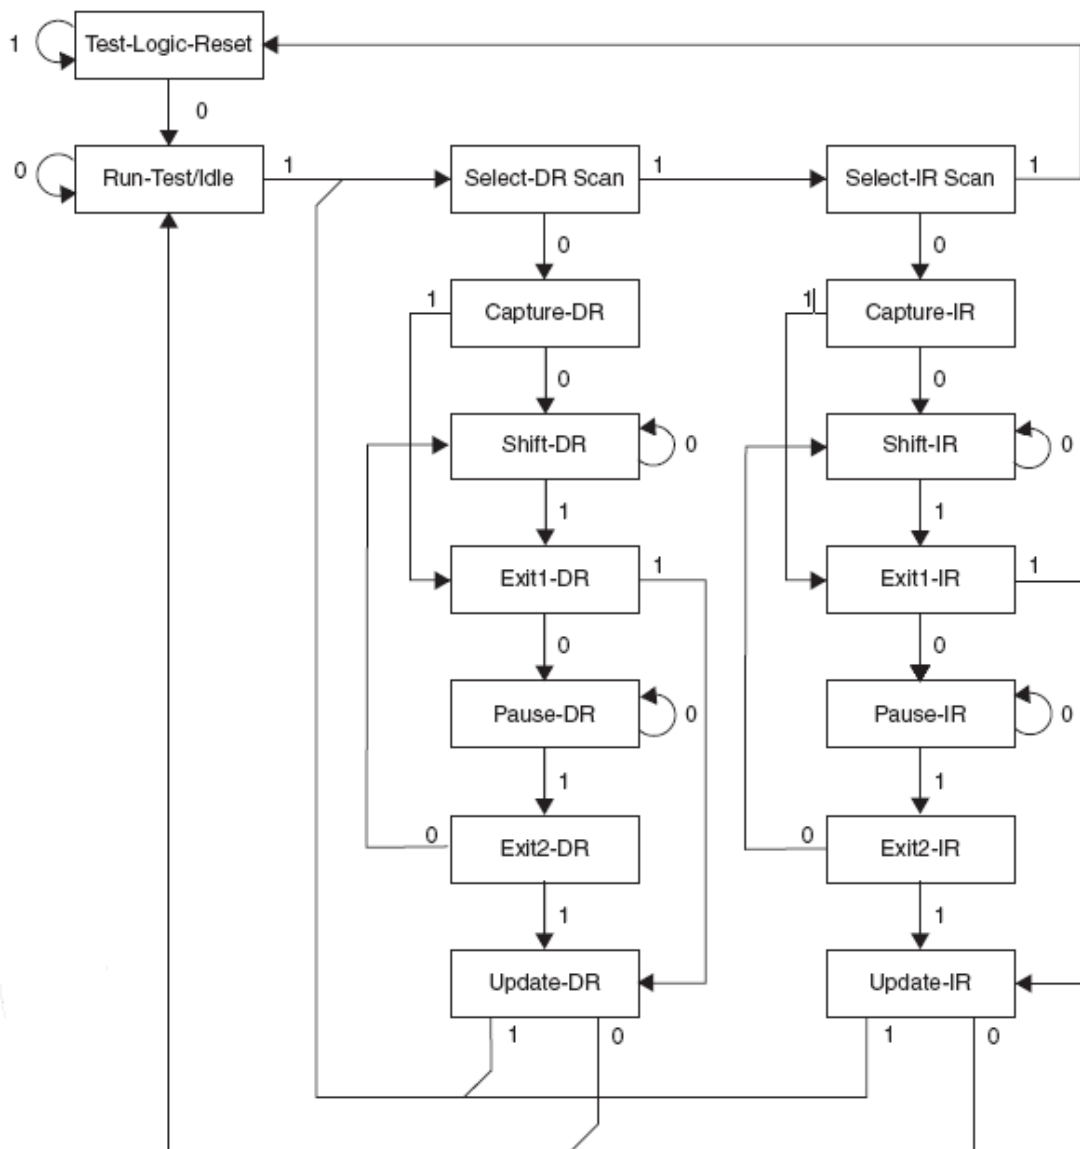 1
Test-Logic-Reset
0
0
Run-Test/Idle
1
Select-DR Scan
1
Select-IR Scan
1
0
0
1
Capture-DR
1
Capture-IR
0
0
Shift-DR
0
Shift-IR
0
1
1
Exit1-DR
1
Exit1-IR
1
0
0
Pause-DR
0
Pause-IR
0
1
1
0
Exit2-DR
0
Exit2-IR
1
1
Update-DR
Update-IR
1
0
1
0